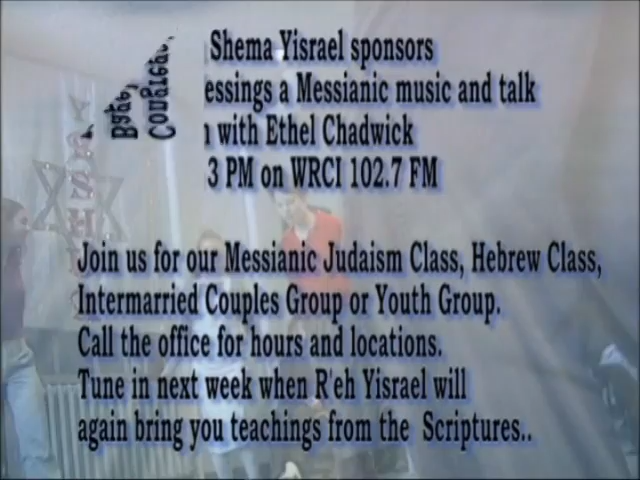 Shema Yisrael sponsors
essings a Messianic music and talk
with Ethel Chadwick
3 PM on WRCI 102.7 FM
Join us for our Messianic Judaism Class, Hebrew Class,
Intermarried Couples Group or Youth Group.
Call the office for hours and locations.
Tune in next week when R'eh Yisrael will
again bring you teachings from the Scriptures..